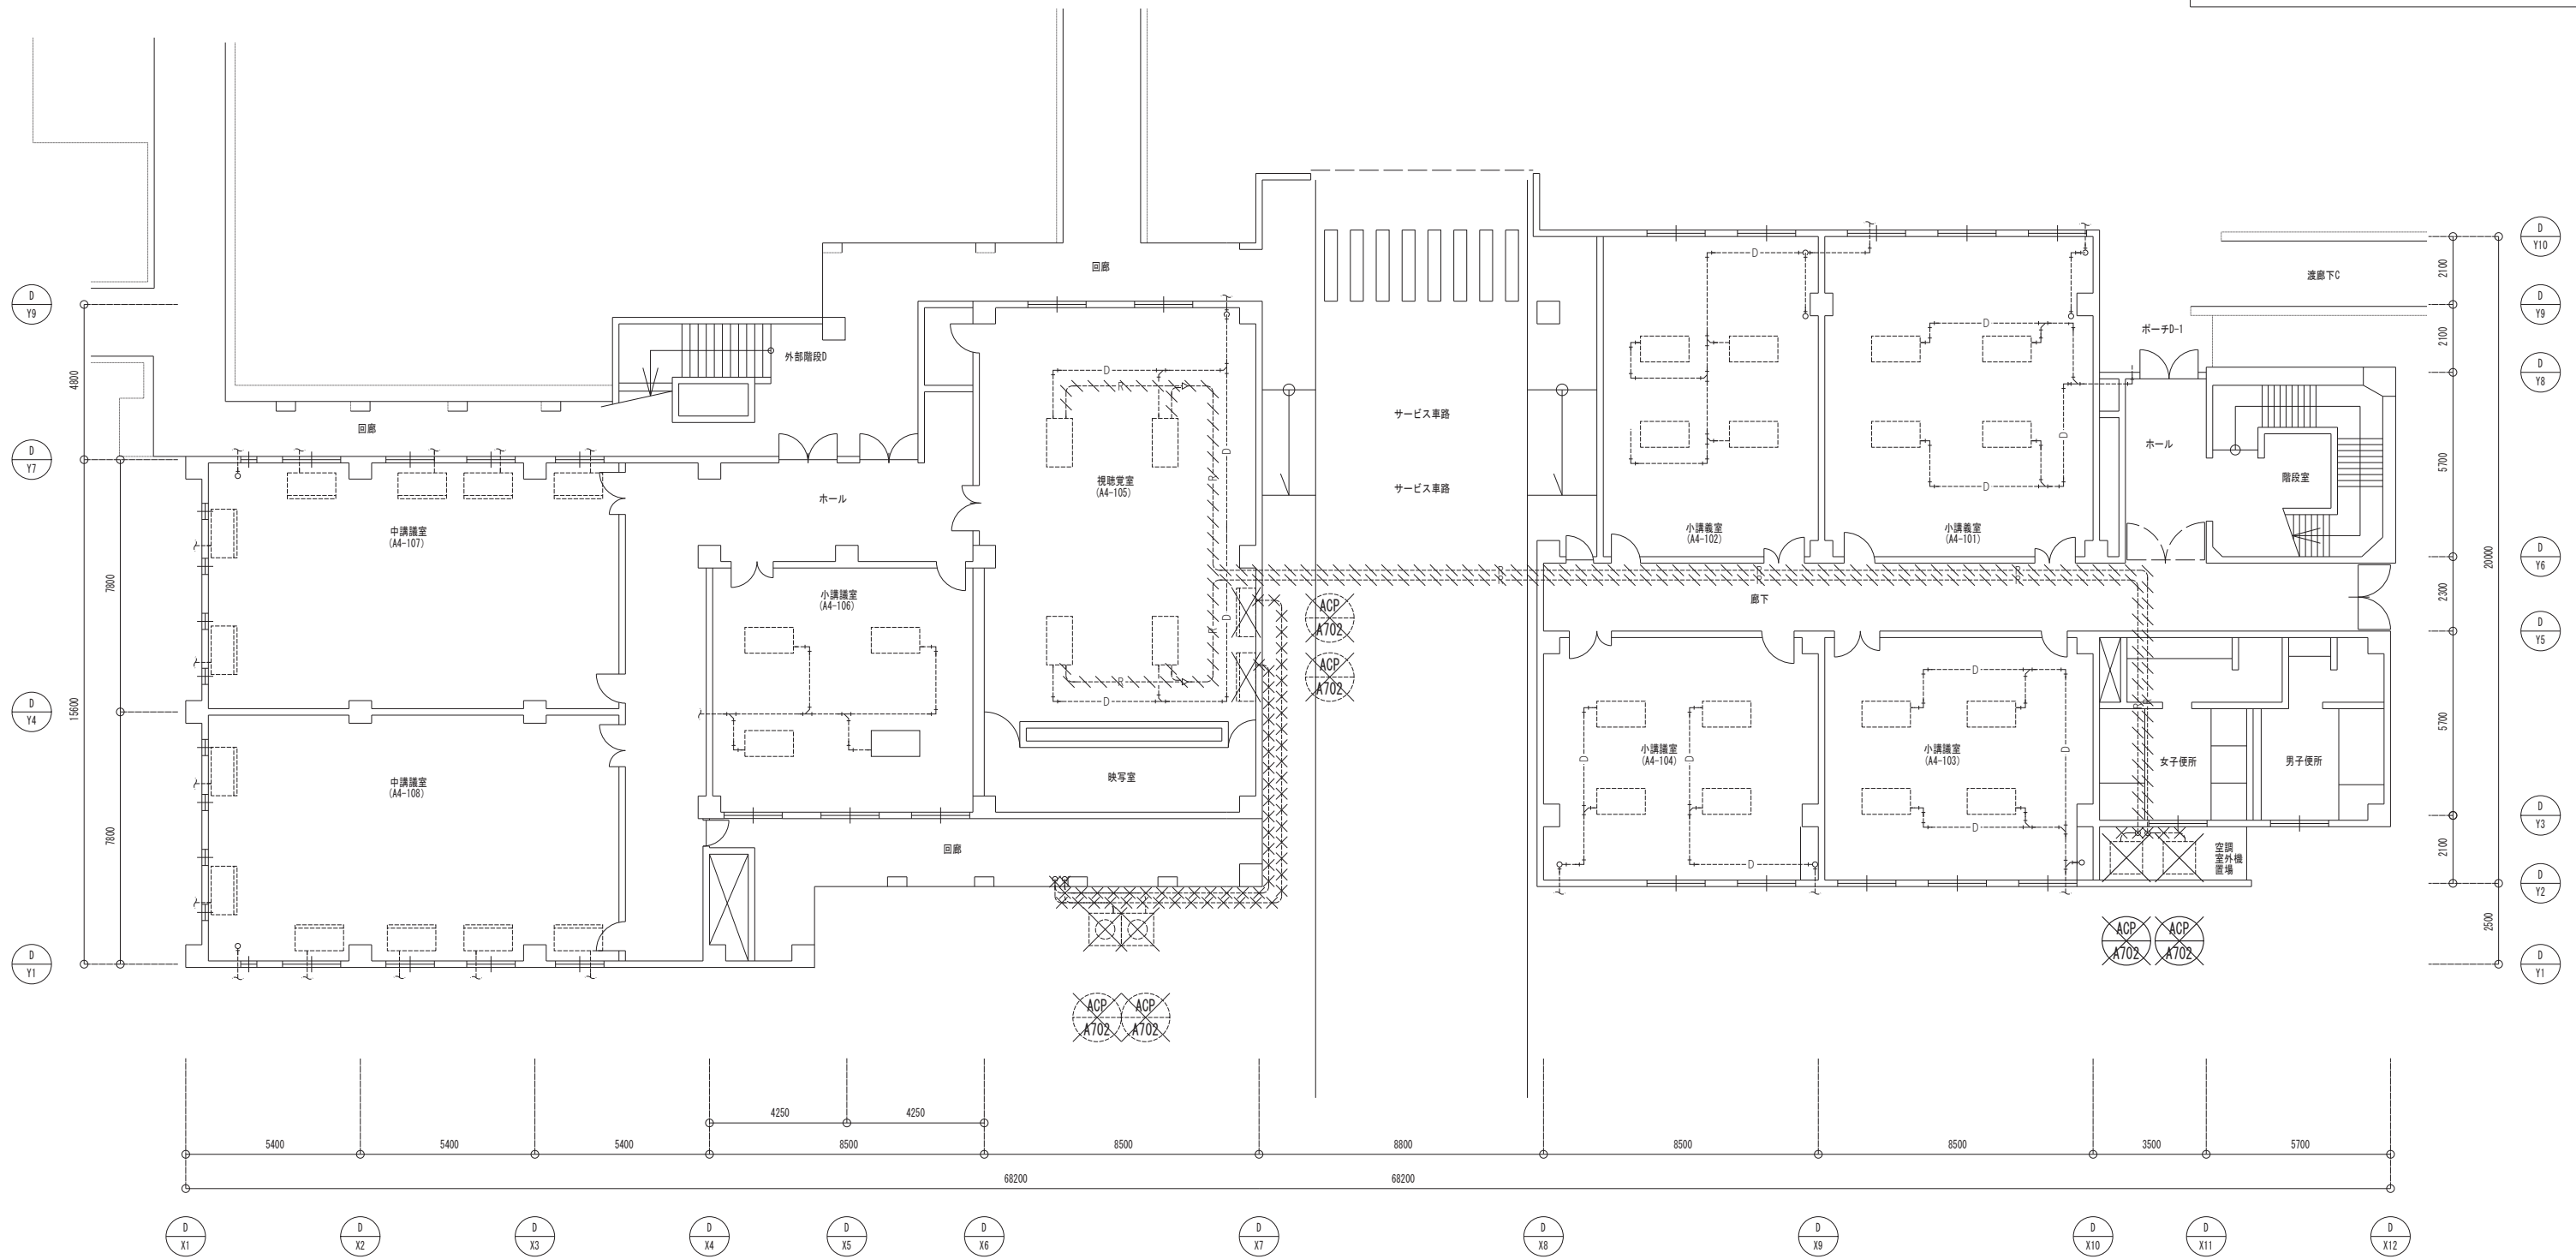 D
Y10
2100
渡廊下C
回廊
D
Y9
D
Y9
D
D
ポーチD-1
D
2100
外部階段D
D
Y8
4800
D
R
サービス車路
回廊
D
ホール
5700
D
Y7
D
階段室
視聴覚室
(A4-105)
R
D
サービス車路
ホール
中講議室
(A4-107)
小講義室
(A4-102)
小講義室
(A4-101)
D
Y6
20000
R
R
R
R
R
R
7800
2300
小講議室
(A4-106)
廊下
ACP
A702
D
R
D
Y5
ACP
A702
R
D
D
D
Y4
15600
R
R
5700
小講議室
(A4-104)
小講議室
(A4-103)
D
D
D
女子便所
男子便所
映写室
中講議室
(A4-108)
D
Y3
D
7800
回廊
2100
空調
室外機
置場
D
D
Y2
2500
ACP
A702
ACP
A702
D
Y1
D
Y1
ACP
A702
ACP
A702
4250
4250
5400
5400
5400
8500
8500
8800
8500
8500
3500
5700
68200
68200
D
X1
D
X2
D
X3
D
X4
D
X5
D
X6
D
X7
D
X8
D
X9
D
X10
D
X11
D
X12